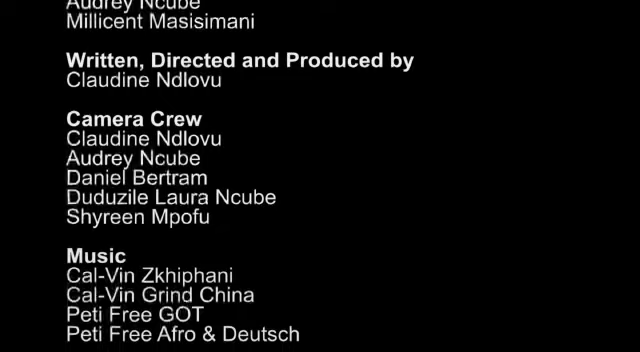 Audrey Ncube
Millicent Masisimani
Written, Directed and Produced by
Claudine Ndlovu
Camera Crew
Claudine Ndlovu
Audrey Ncube
Daniel Bertram
Duduzile Laura Ncube
Shyreen Mpofu
Music
Cal-Vin Zkhiphani
Cal-Vin Grind China
Peti Free GOT
Peti Free Afro & Deutsch